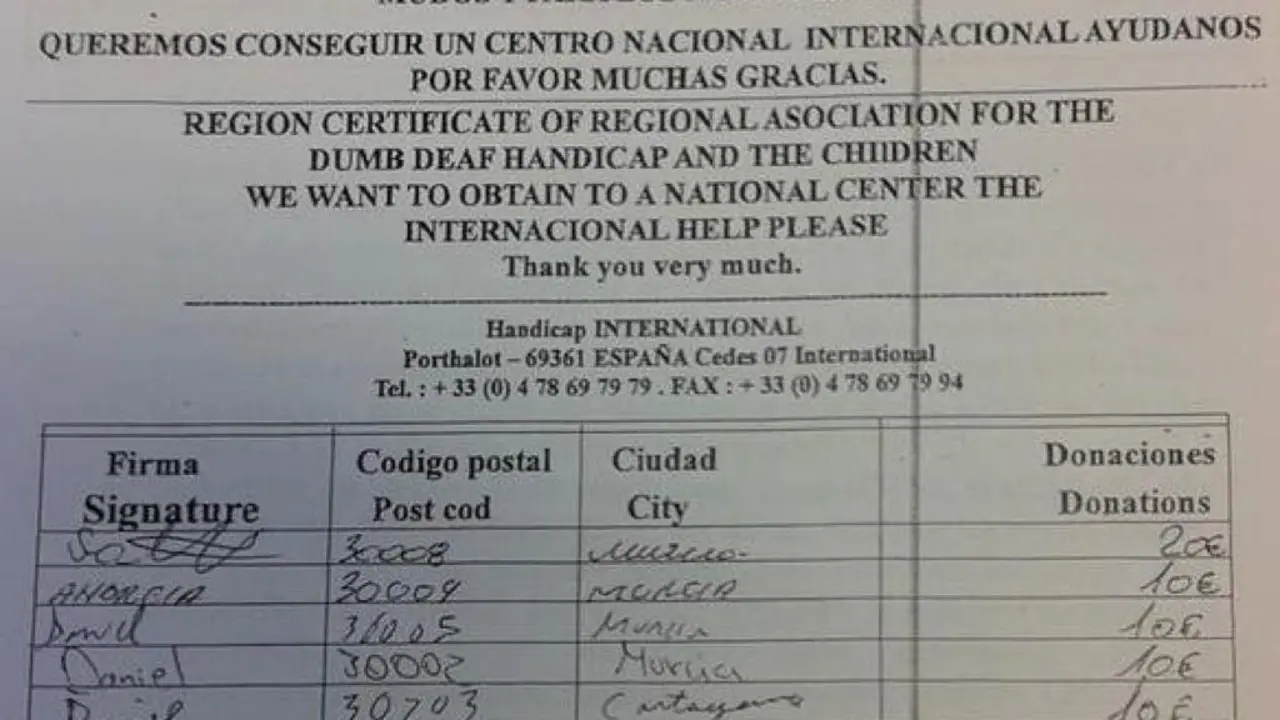 QUEREMOS CONSEGUIR UN CENTRO NACIONAL INTERNACIONAL AYUDANOS
POR FAVOR MUCHAS GRACIAS.
REGION CERTIFICATE OF REGIONAL ASOCIATION FOR THE
DUMB DEAF HANDICAP AND THE CHIIDREN
WE WANT TO OBTAIN TO A NATIONAL CENTER THE
INTERNACIONAL HELP PLEASE
Thank you very much.
Handicap INTERNATIONAL
Porthalot – 69361 ESPAÑA Cedes 07 International
Tel. : + 33 (0) 4 78 69 79 79 . FAX : + 33 (0) 4 78 69 79 94
Firma Codigo postal Ciudad Donaciones
Signature Post cod City Donations
30008 20€
30009 MURCIA 10€
David Murcia 10€
Daniel 30002 Murcia 10€
30203 Cartagena 10€